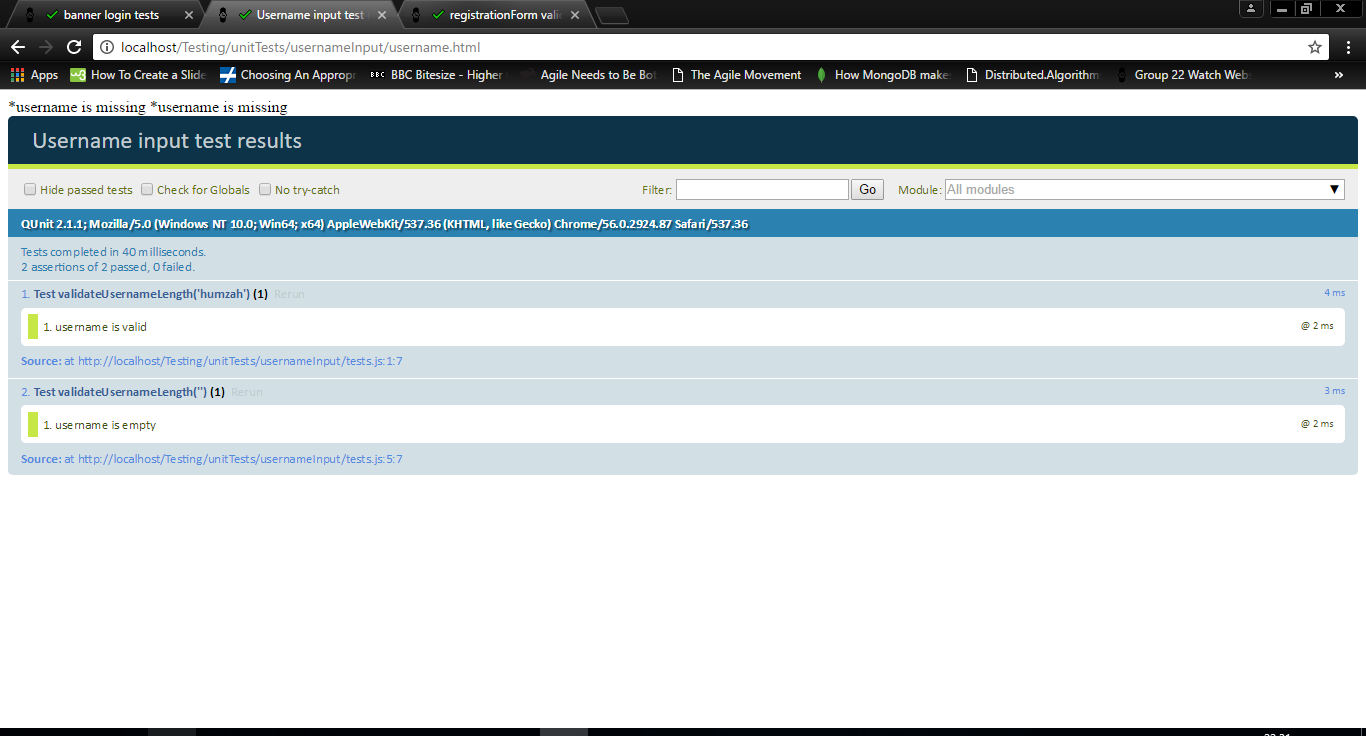 banner login tests
Username input test
registrationForm vali
localhost/Testing/unitTests/usernameInput/username.html
Apps How To Create a Slide Choosing An Appropr BBC BBC Bitesize - Higher Agile Needs to Be Bot The Agile Movement How MongoDB make Distributed.Algorithm Group 22 Watch Webs »
*username is missing *username is missing
Username input test results
Hide passed tests Check for Globals No try-catch Filter: Go Module: All modules ▼
QUnit 2.1.1; Mozilla/5.0 (Windows NT 10.0; Win64; x64) AppleWebKit/537.36 (KHTML, like Gecko) Chrome/56.0.2924.87 Safari/537.36
Tests completed in 40 milliseconds.
2 assertions of 2 passed, 0 failed.
1. Test validateUsernameLength('humzah') (1) Rerun 4 ms
1. username is valid @ 2 ms
Source: at http://localhost/Testing/unitTests/usernameInput/tests.js:1:7
2. Test validateUsernameLength('') (1) Rerun 3 ms
1. username is empty @ 2 ms
Source: at http://localhost/Testing/unitTests/usernameInput/tests.js:5:7